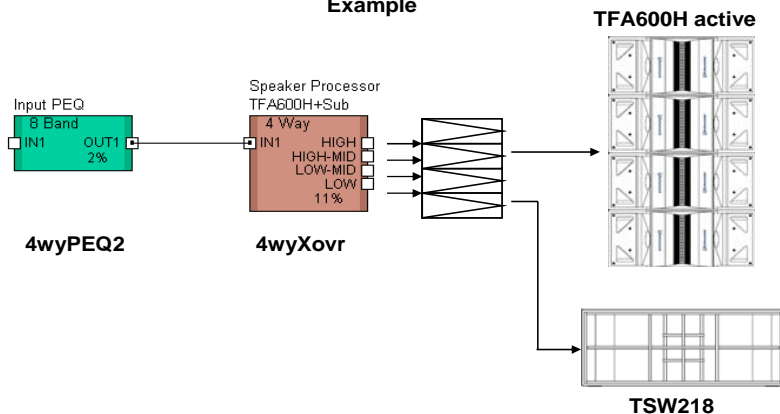 Example
TFA600H active
Speaker Processor
TFA600H+Sub
Input PEQ
8 Band
IN1 OUT1
2%
4 Way
IN1 HIGH
HIGH-MID
LOW-MID
LOW
11%
4wyPEQ2
4wyXovr
TSW218